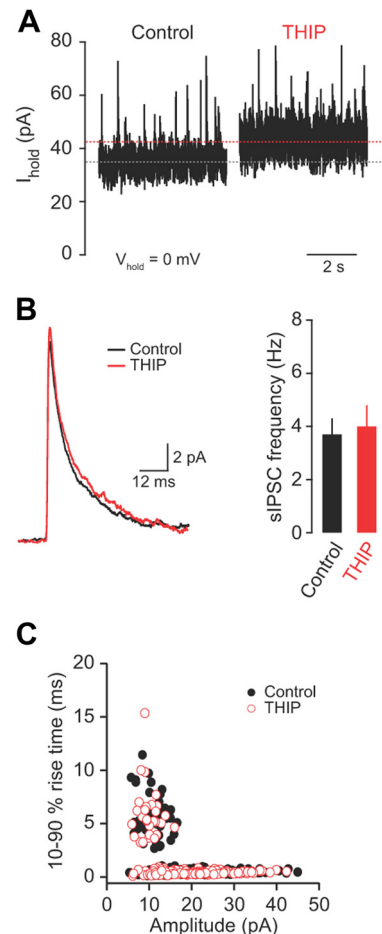 A
Control THIP
80
60
40
20
0
I hold (pA)
V hold = 0 mV
2 s
B
Control
THIP
2 pA
12 ms
8
6
4
2
0
sIPSC frequency (Hz)
Control
THIP
C
20
15
10
5
0
10-90 % rise time (ms)
Control
THIP
0 10 20 30 40 50
Amplitude (pA)